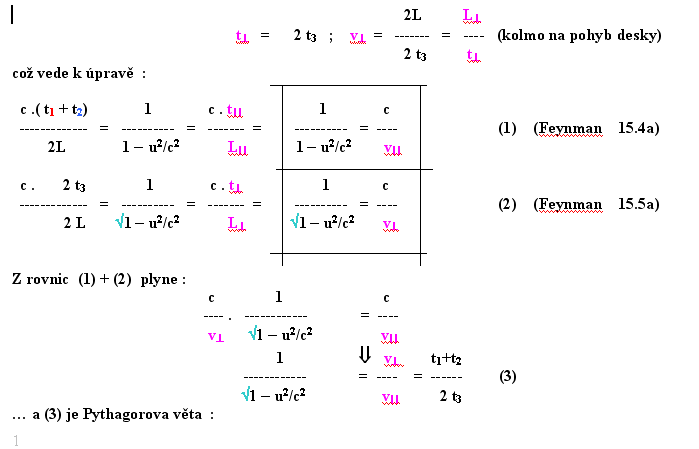 2L L⊥
t⊥ = 2 t₃ ; v⊥ = ------- = ---- (kolmo na pohyb desky)
2 t₃ t⊥
což vede k úpravě :
c .( t₁ + t₂) 1 c . t|| 1 c
------------- = ---------- = ------- = ---------- = ---- (1) (Feynman 15.4a)
2L 1 – u²/c² L|| 1 – u²/c² v||
c . 2 t₃ 1 c . t⊥ 1 c
------------- = ---------- = ------- = ---------- = ---- (2) (Feynman 15.5a)
2 L √1 – u²/c² L⊥ √1 – u²/c² v⊥
Z rovnic (1) + (2) plyne :
c 1 c
---- . ------------ = ----
v⊥ √1 – u²/c² v||
1 ⇓ v⊥ t₁+t₂
------------ = ---- = ------ (3)
√1 – u²/c² v|| 2 t₃
… a (3) je Pythagorova věta :
1